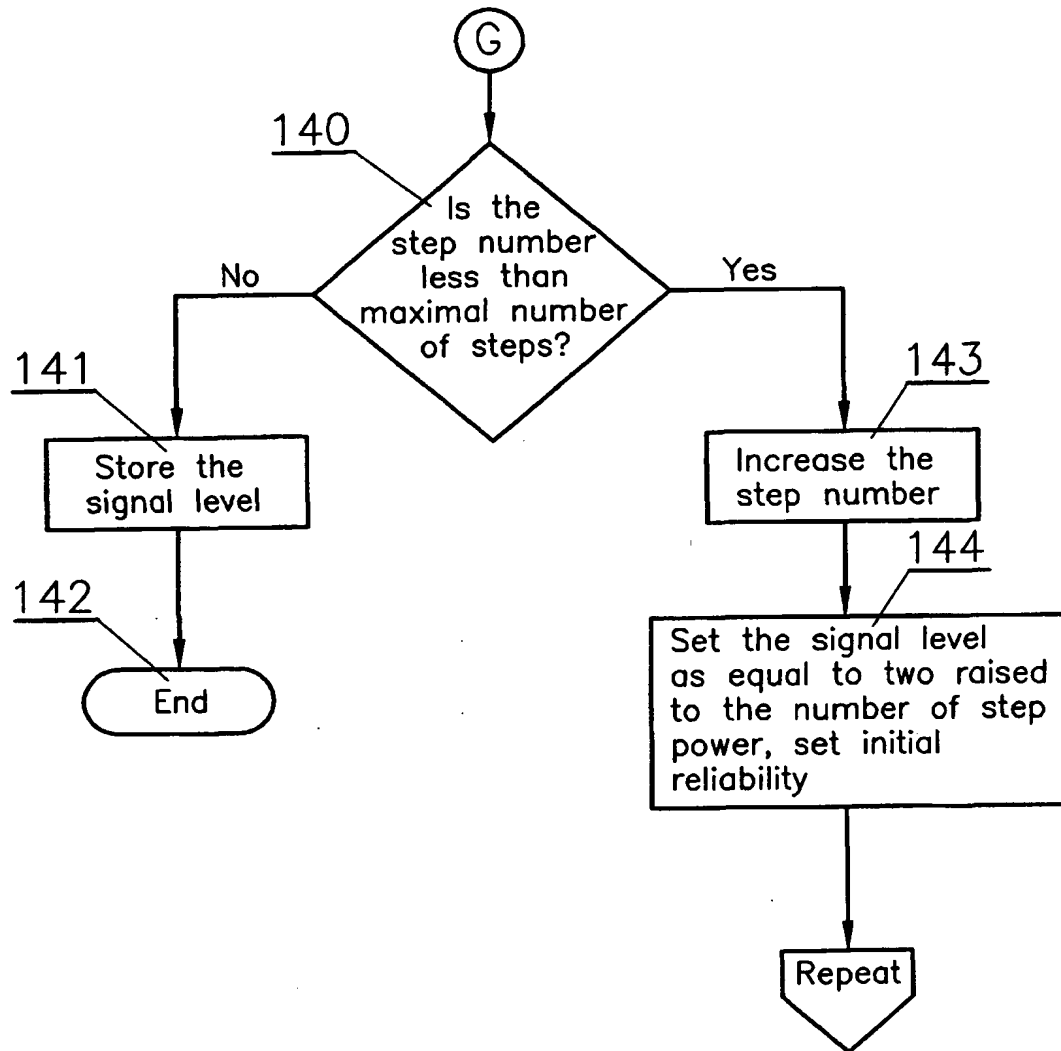 G
140
Is the
step number
less than
maximal number
of steps?
No
Yes
141
Store the
signal level
142
End
143
Increase the
step number
144
Set the signal level
as equal to two raised
to the number of step
power, set initial
reliability
Repeat